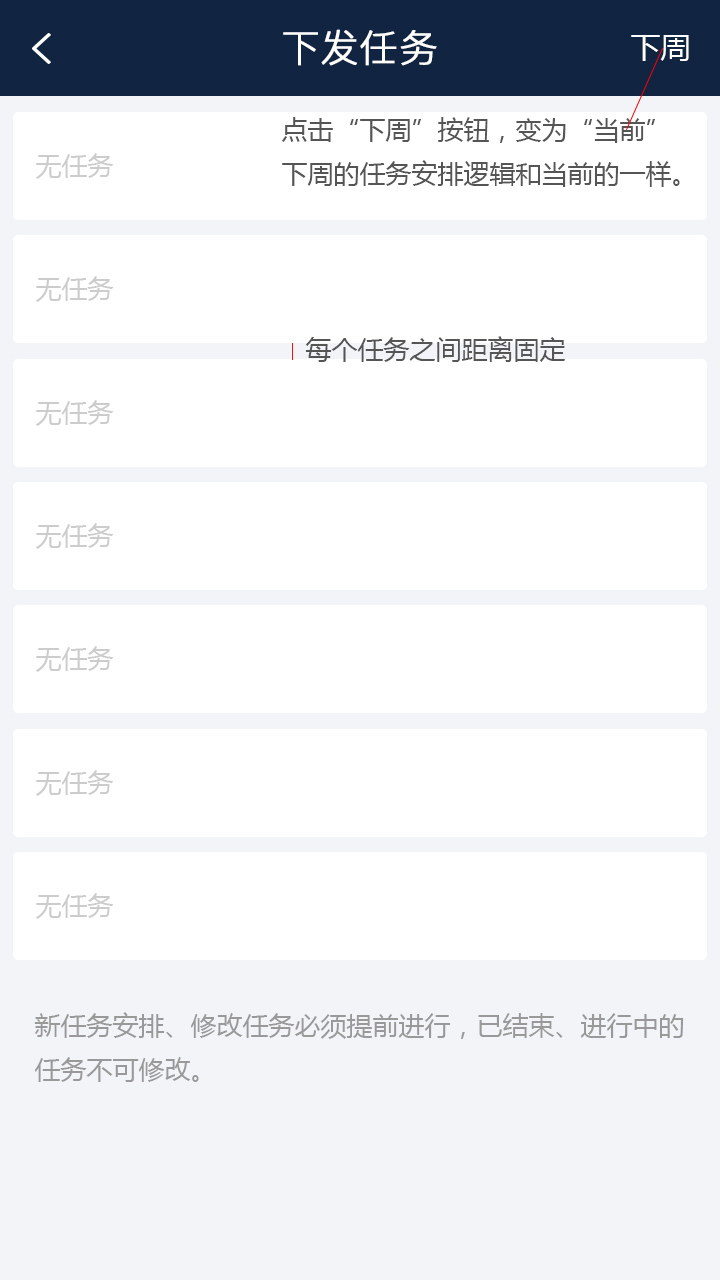 下发任务
下周
点击“下周”按钮，变为“当前”
无任务
下周的任务安排逻辑和当前的一样。
无任务
每个任务之间距离固定
无任务
无任务
无任务
无任务
无任务
新任务安排、修改任务必须提前进行，已结束、进行中的
任务不可修改。